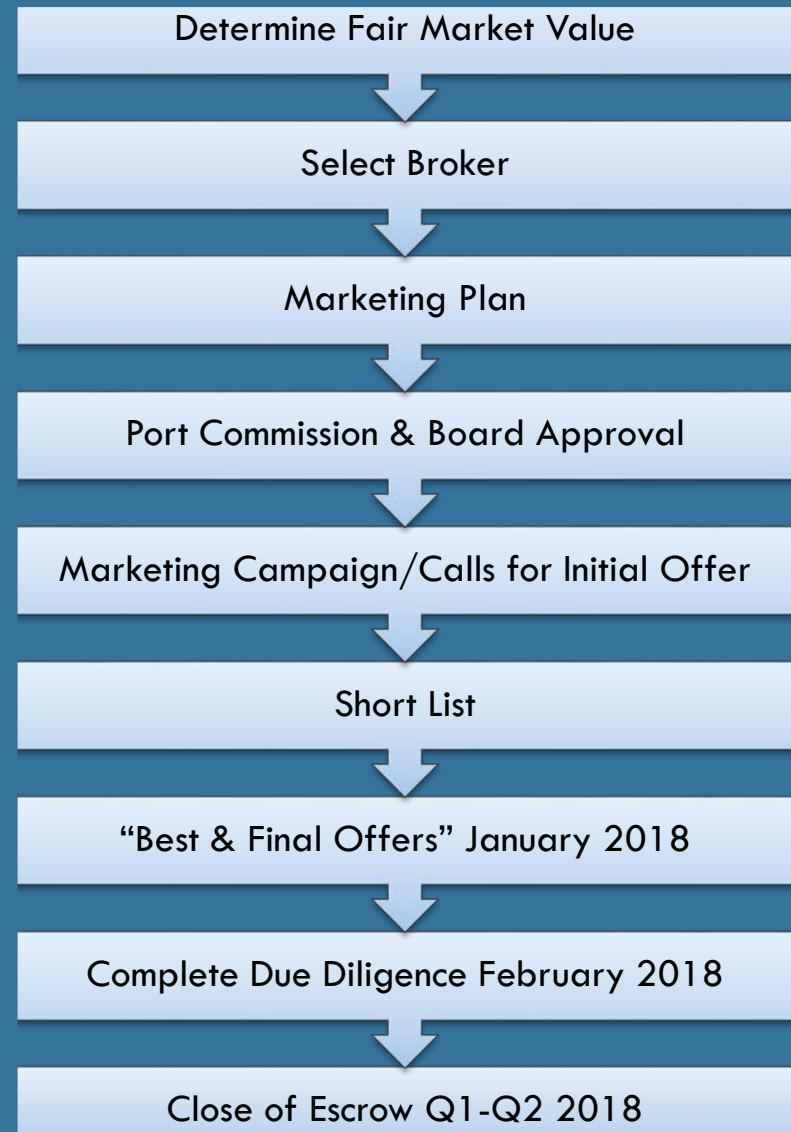 Determine Fair Market Value
Select Broker
Marketing Plan
Port Commission & Board Approval
Marketing Campaign/Calls for Initial Offer
Short List
“Best & Final Offers” January 2018
Complete Due Diligence February 2018
Close of Escrow Q1-Q2 2018